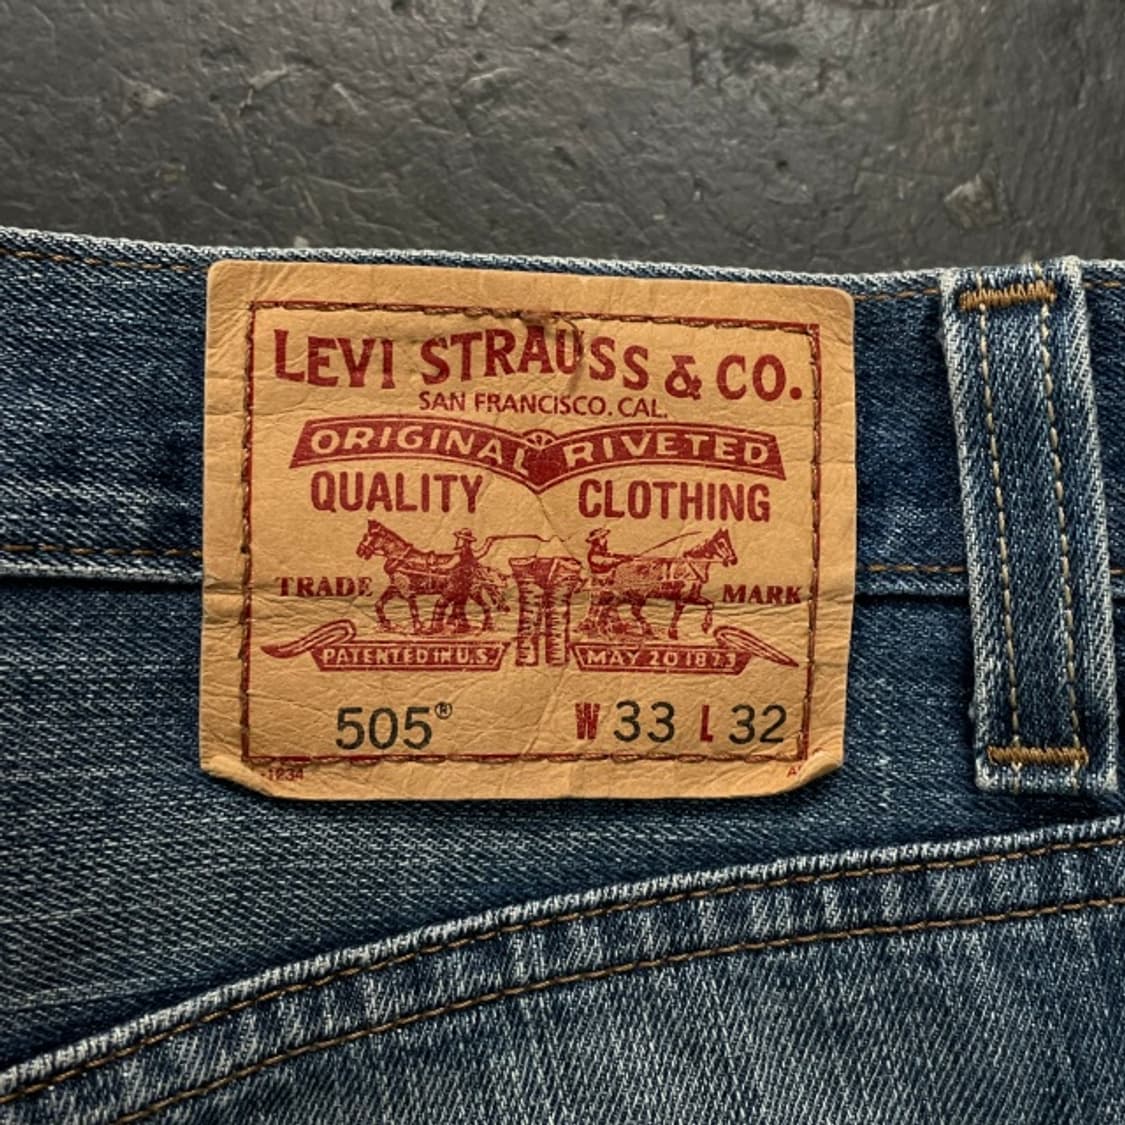 LEVI STRAUSS & CO.
SAN FRANCISCO. CAL.
ORIGINAL RIVETED
QUALITY CLOTHING
TRADE MARK
PATENTED IN U.S. MAY 20 1873
505® W 33 L 32